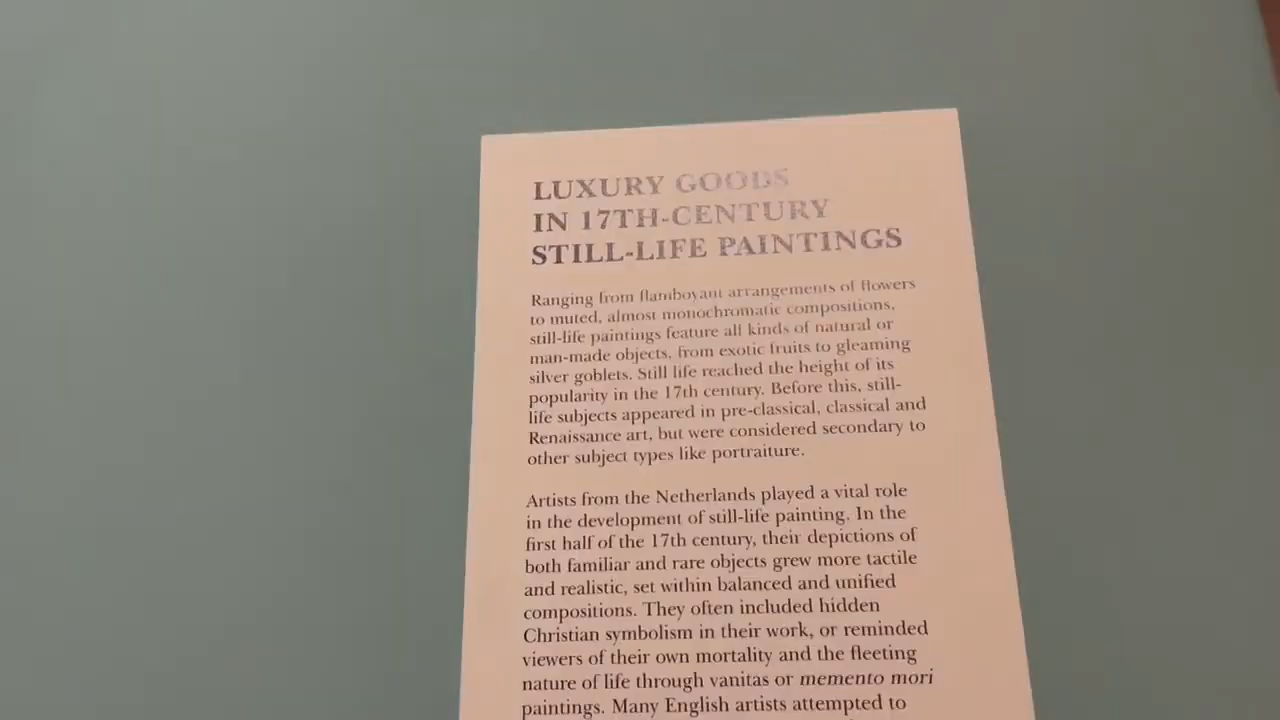 LUXURY GOODS
IN 17TH-CENTURY
STILL-LIFE PAINTINGS
Ranging from flamboyant arrangements of flowers
to muted, almost monochromatic compositions,
still-life paintings feature all kinds of natural or
man-made objects, from exotic fruits to gleaming
silver goblets. Still life reached the height of its
popularity in the 17th century. Before this, still-
life subjects appeared in pre-classical, classical and
Renaissance art, but were considered secondary to
other subject types like portraiture.
Artists from the Netherlands played a vital role
in the development of still-life painting. In the
first half of the 17th century, their depictions of
both familiar and rare objects grew more tactile
and realistic, set within balanced and unified
compositions. They often included hidden
Christian symbolism in their work, or reminded
viewers of their own mortality and the fleeting
nature of life through vanitas or memento mori
paintings. Many English artists attempted to